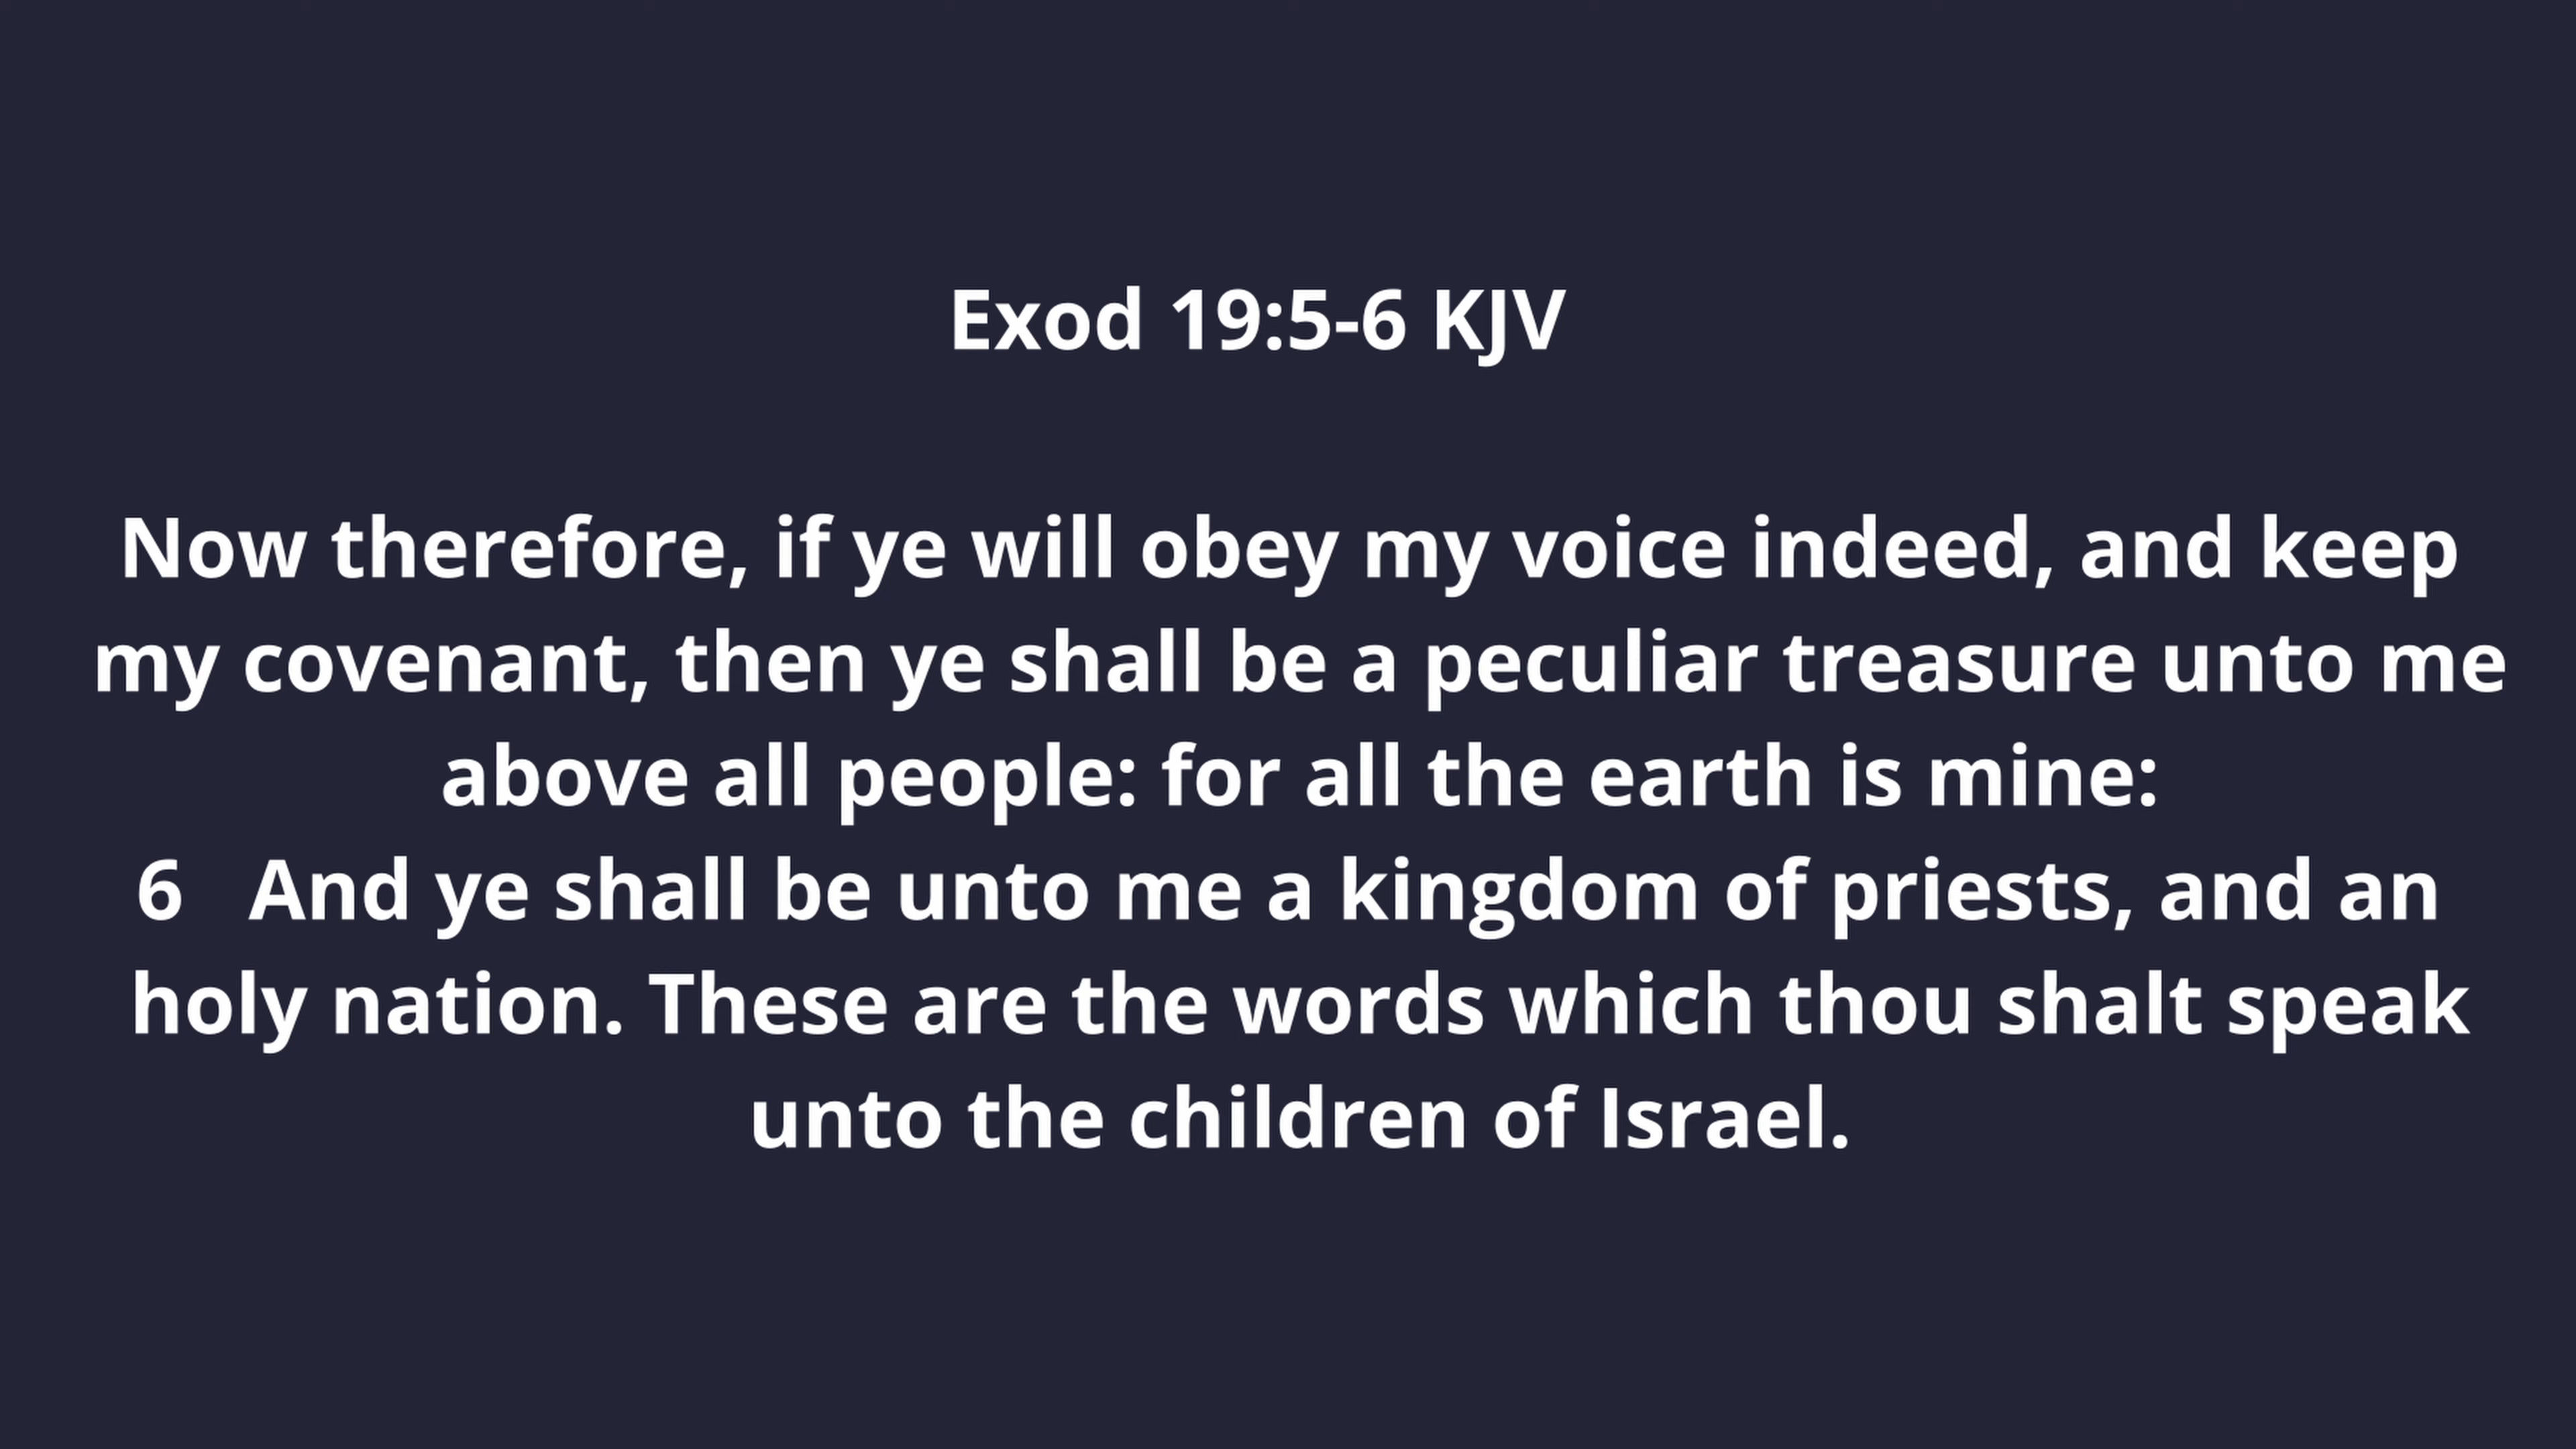 Exod 19:5-6 KJV
Now therefore, if ye will obey my voice indeed, and keep
my covenant, then ye shall be a peculiar treasure unto me
above all people: for all the earth is mine:
6 And ye shall be unto me a kingdom of priests, and an
holy nation. These are the words which thou shalt speak
unto the children of Israel.